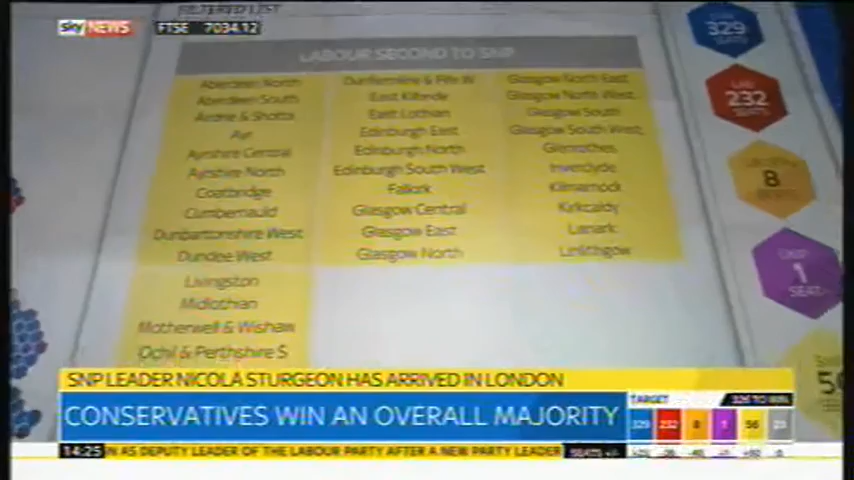 FILTERED LIST
sky NEWS
FTSE 7034.12
LABOUR SECOND TO SNP
Aberdeen North
Aberdeen South
Airdrie & Shotts
Ayr
Ayrshire Central
Ayrshire North
Coatbridge
Cumbernauld
Dunbartonshire West
Dundee West
Livingston
Midlothian
Motherwell & Wishaw
Ochil & Perthshire S
Dunfermline & Fife W
East Kilbride
East Lothian
Edinburgh East
Edinburgh North
Edinburgh South West
Falkirk
Glasgow Central
Glasgow East
Glasgow North
Glasgow North East
Glasgow North West
Glasgow South
Glasgow South West
Glenrothes
Inverclyde
Kilmarnock
Kirkcaldy
Lanark
Linlithgow
329
SEATS
LAB
232
SEATS
8
1
SEAT
SNP LEADER NICOLA STURGEON HAS ARRIVED IN LONDON
CONSERVATIVES WIN AN OVERALL MAJORITY
TARGET
326 TO WIN
329 232 8 1 56 23
14:25
IN AS DEPUTY LEADER OF THE LABOUR PARTY AFTER A NEW PARTY LEADER
SEATS +/-